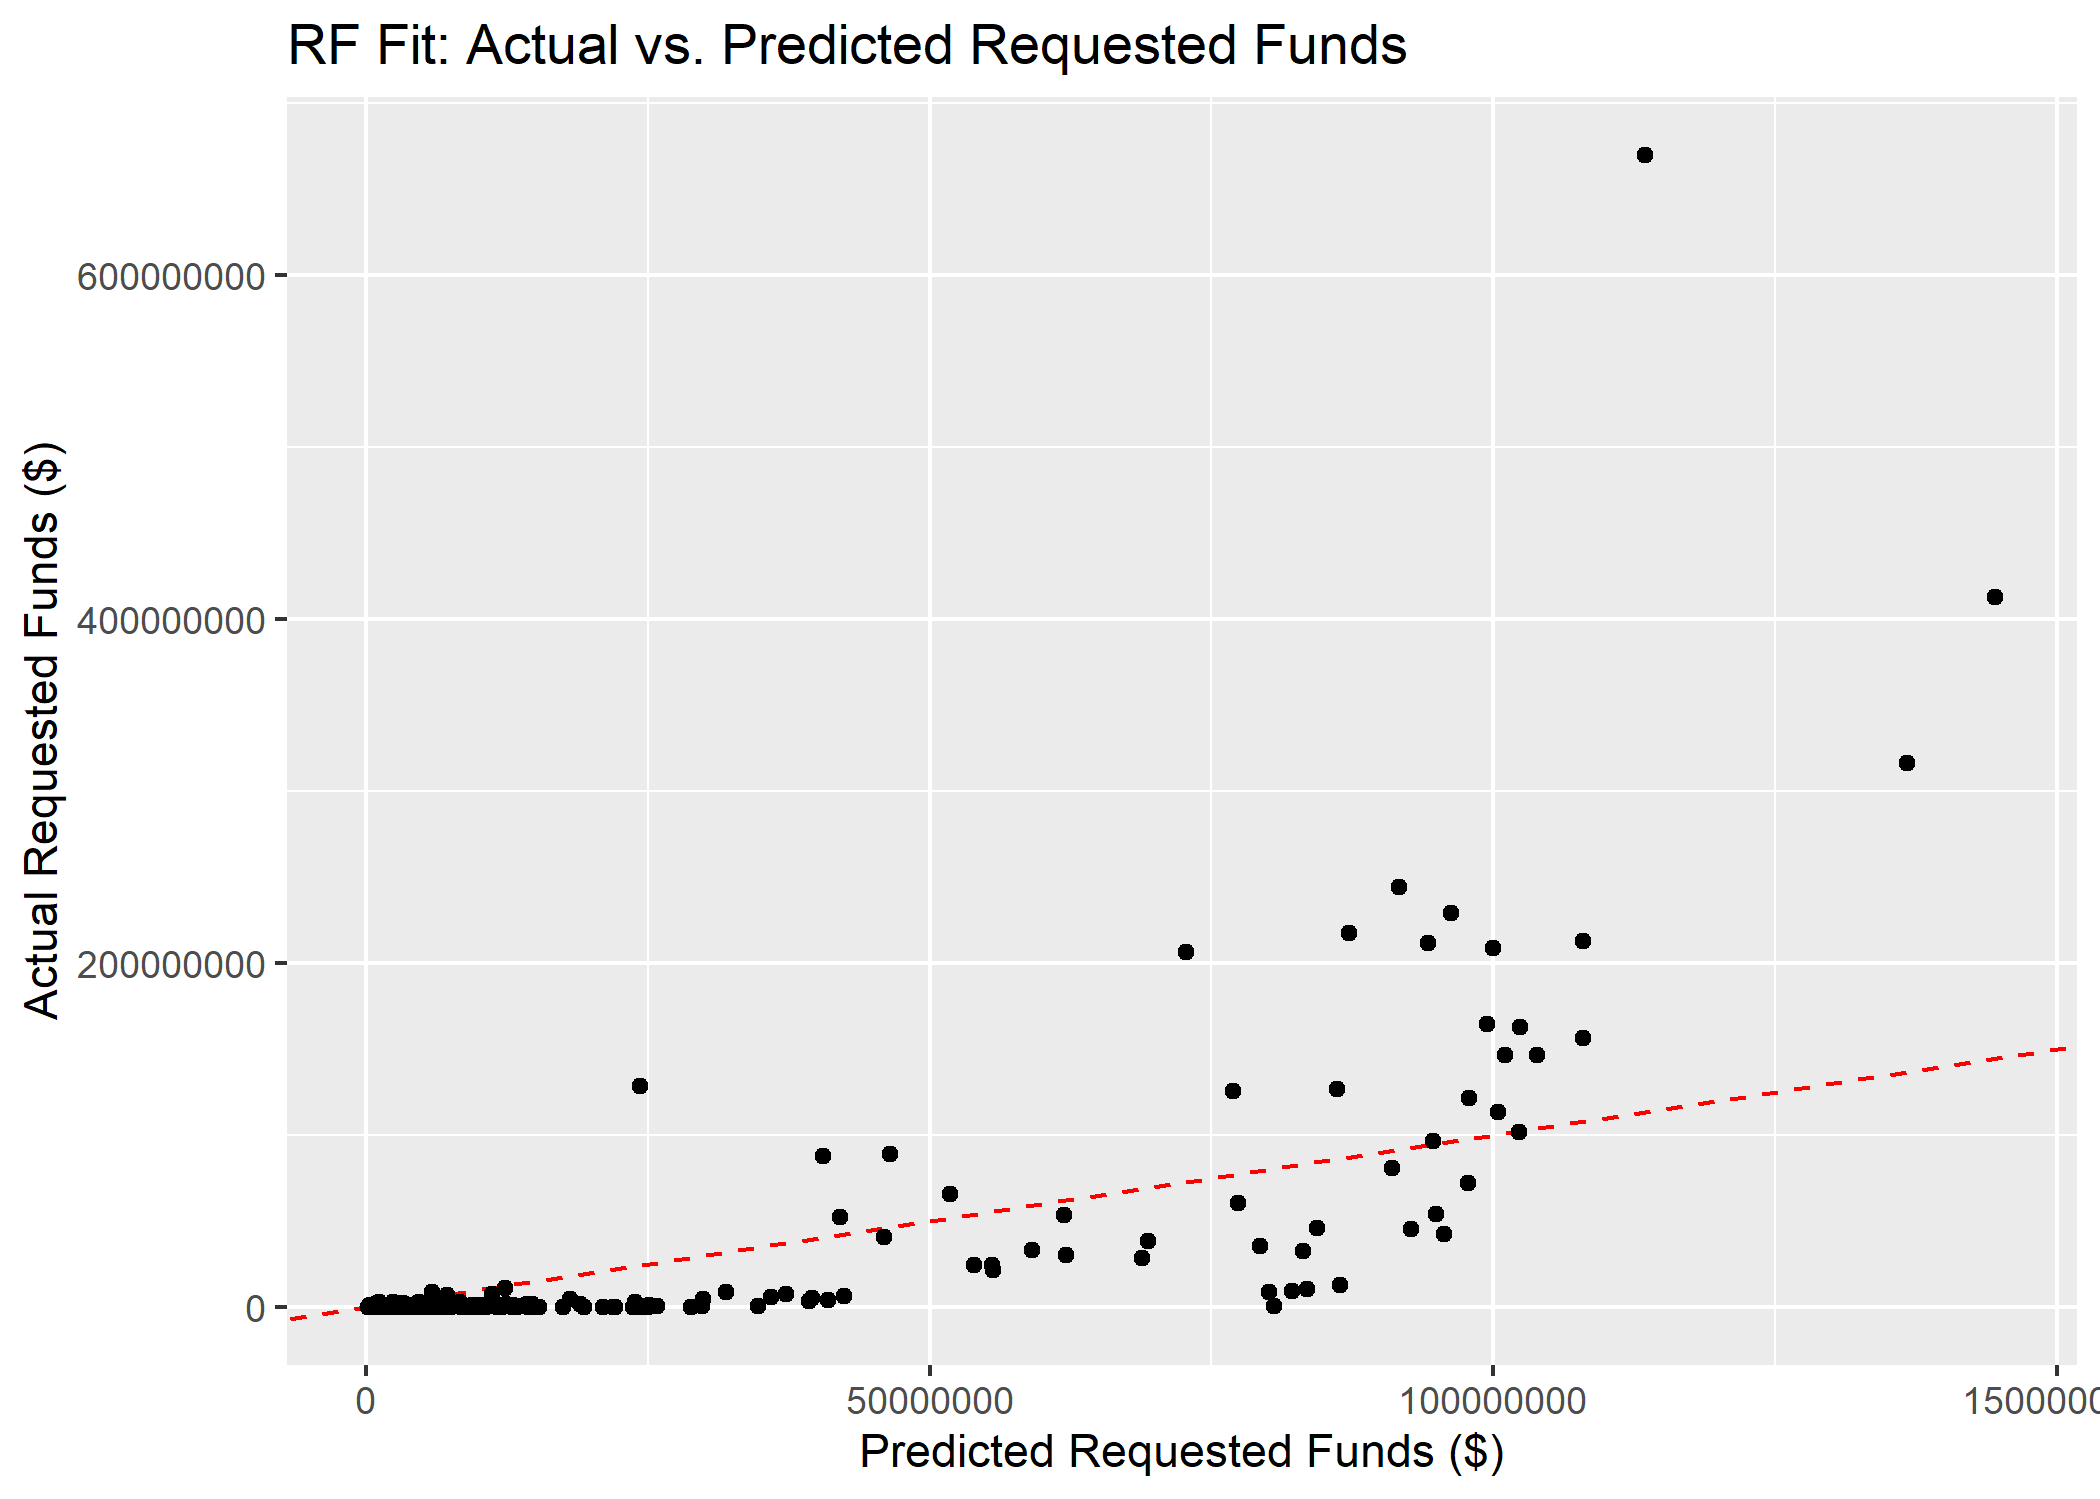 RF Fit: Actual vs. Predicted Requested Funds
Actual Requested Funds ($)
600000000
400000000
200000000
0
0 50000000 100000000 1500000
Predicted Requested Funds ($)